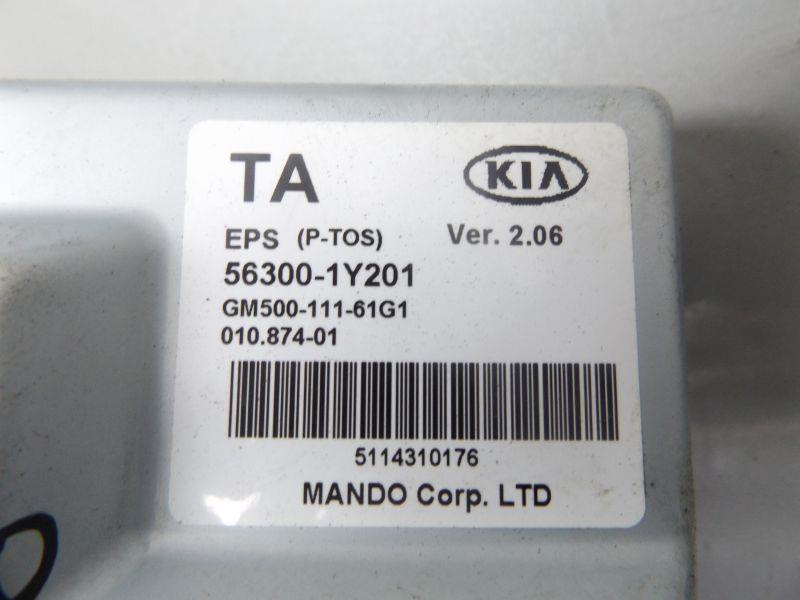 TA KIA
EPS (P-TOS) Ver. 2.06
56300-1Y201
GM500-111-61G1
010.874-01
5114310176
MANDO Corp. LTD